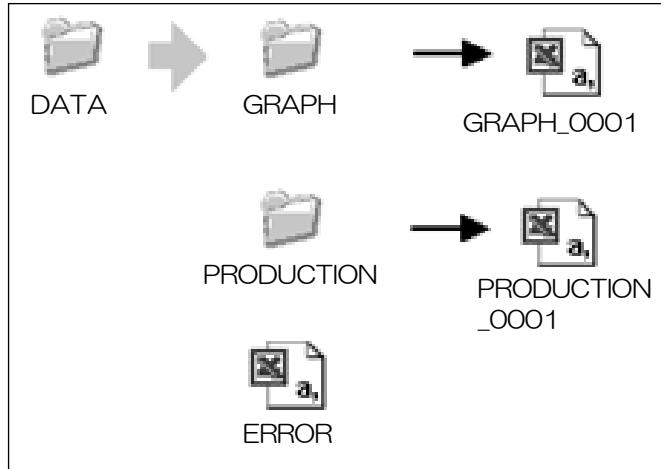 DATA
GRAPH
a,
GRAPH_0001
PRODUCTION
a,
PRODUCTION
_0001
a,
ERROR